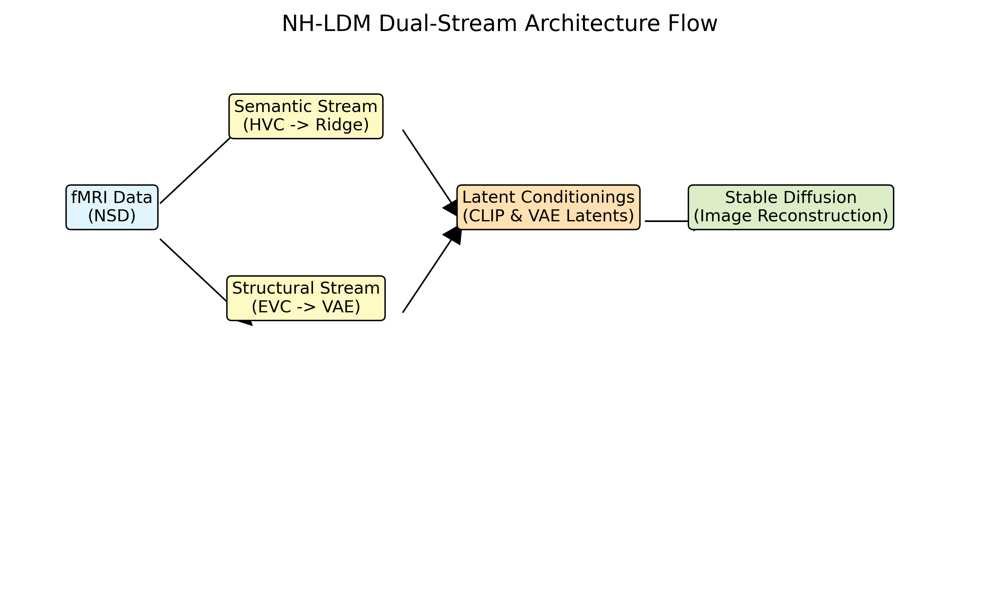 NH-LDM Dual-Stream Architecture Flow
Semantic Stream
(HVC -> Ridge)
fMRI Data
(NSD)
Latent Conditionings
(CLIP & VAE Latents)
Stable Diffusion
(Image Reconstruction)
Structural Stream
(EVC -> VAE)